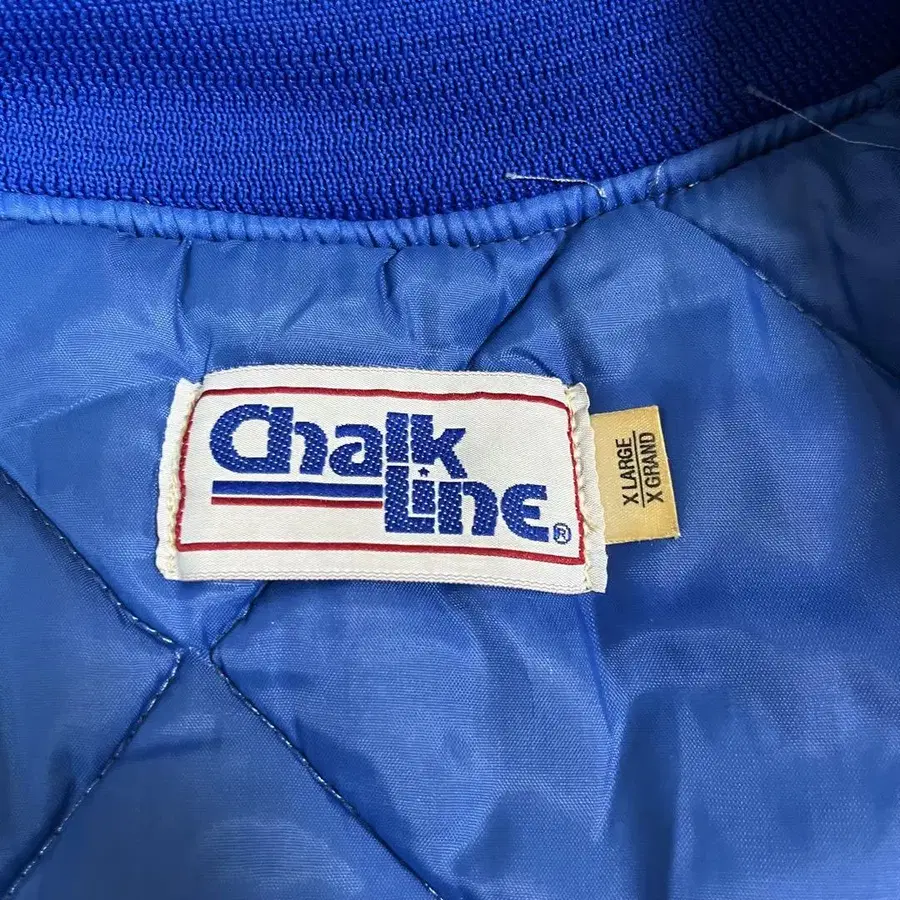 Chalk
Line®
X LARGE
X GRAND